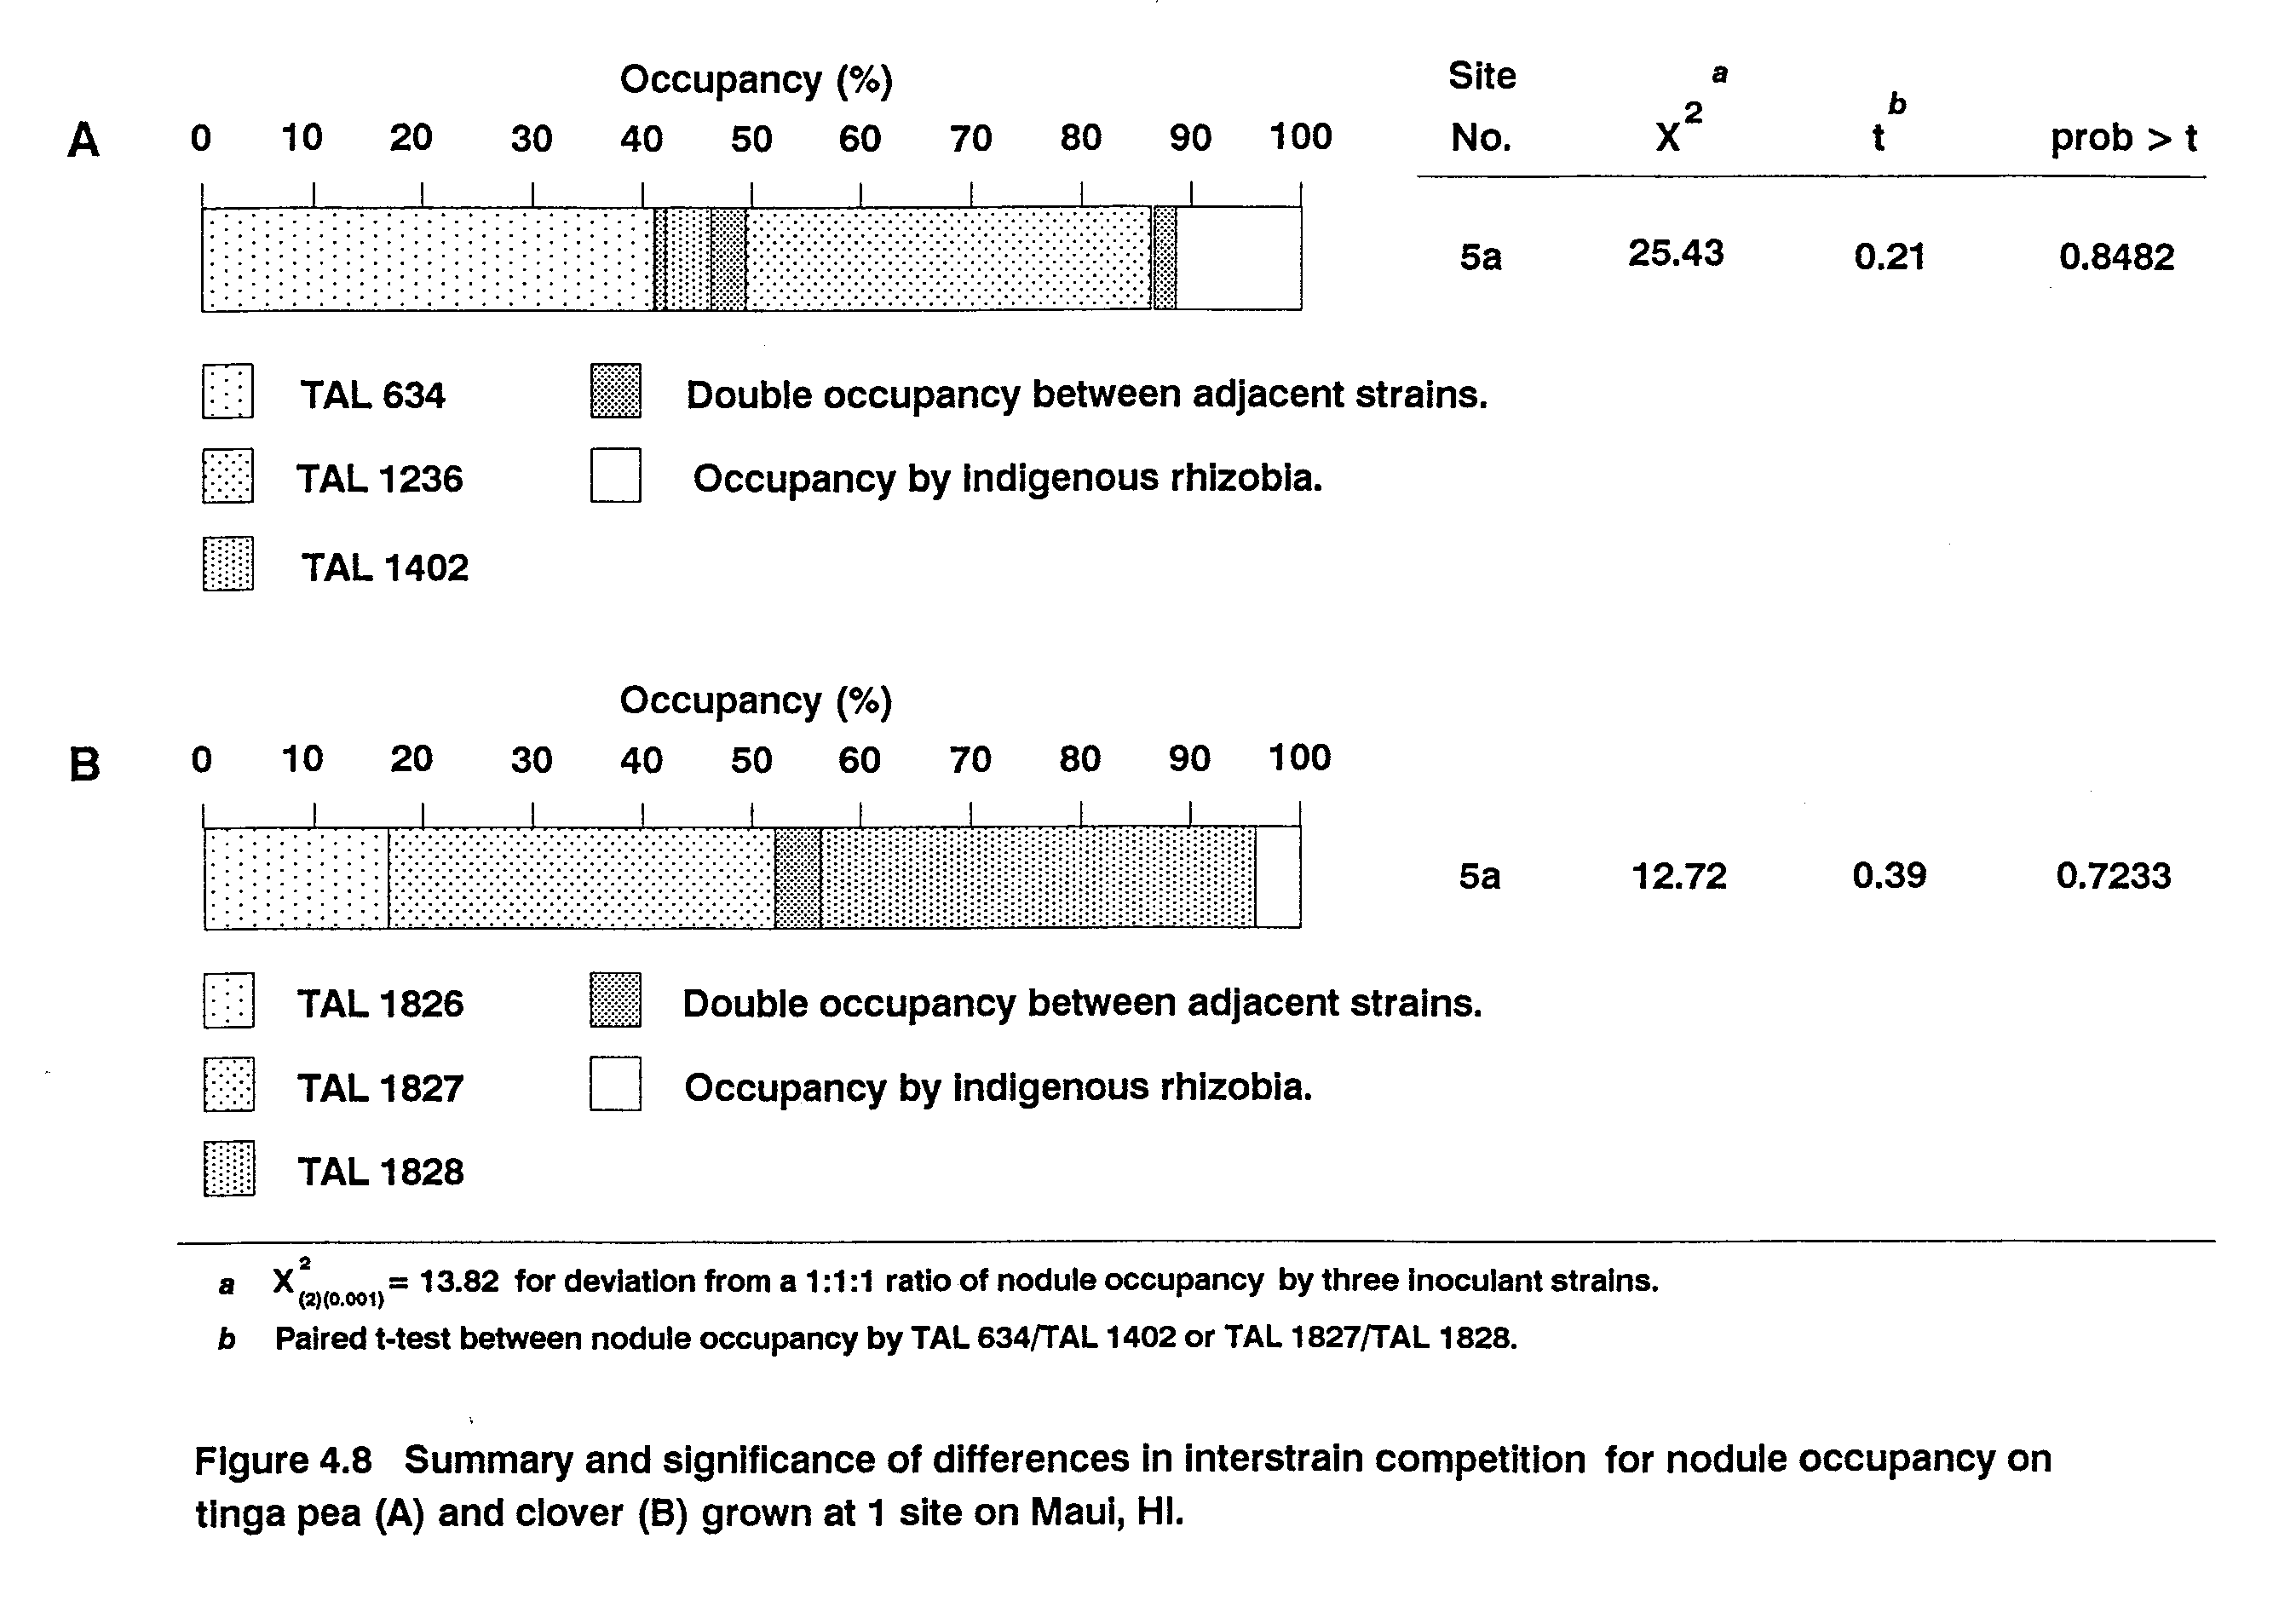 Occupancy (%)
Site a
A 0 10 20 30 40 50 60 70 80 90 100 No. X2 t b prob > t
5a 25.43 0.21 0.8482
TAL 634 Double occupancy between adjacent strains.
TAL 1236 Occupancy by indigenous rhizobia.
TAL 1402
Occupancy (%)
B 0 10 20 30 40 50 60 70 80 90 100
5a 12.72 0.39 0.7233
TAL 1826 Double occupancy between adjacent strains.
TAL 1827 Occupancy by indigenous rhizobia.
TAL 1828
a X2(2)(0.001) = 13.82 for deviation from a 1:1:1 ratio of nodule occupancy by three inoculant strains.
b Paired t-test between nodule occupancy by TAL 634/TAL 1402 or TAL 1827/TAL 1828.
Figure 4.8 Summary and significance of differences in interstrain competition for nodule occupancy on
tinga pea (A) and clover (B) grown at 1 site on Maui, HI.